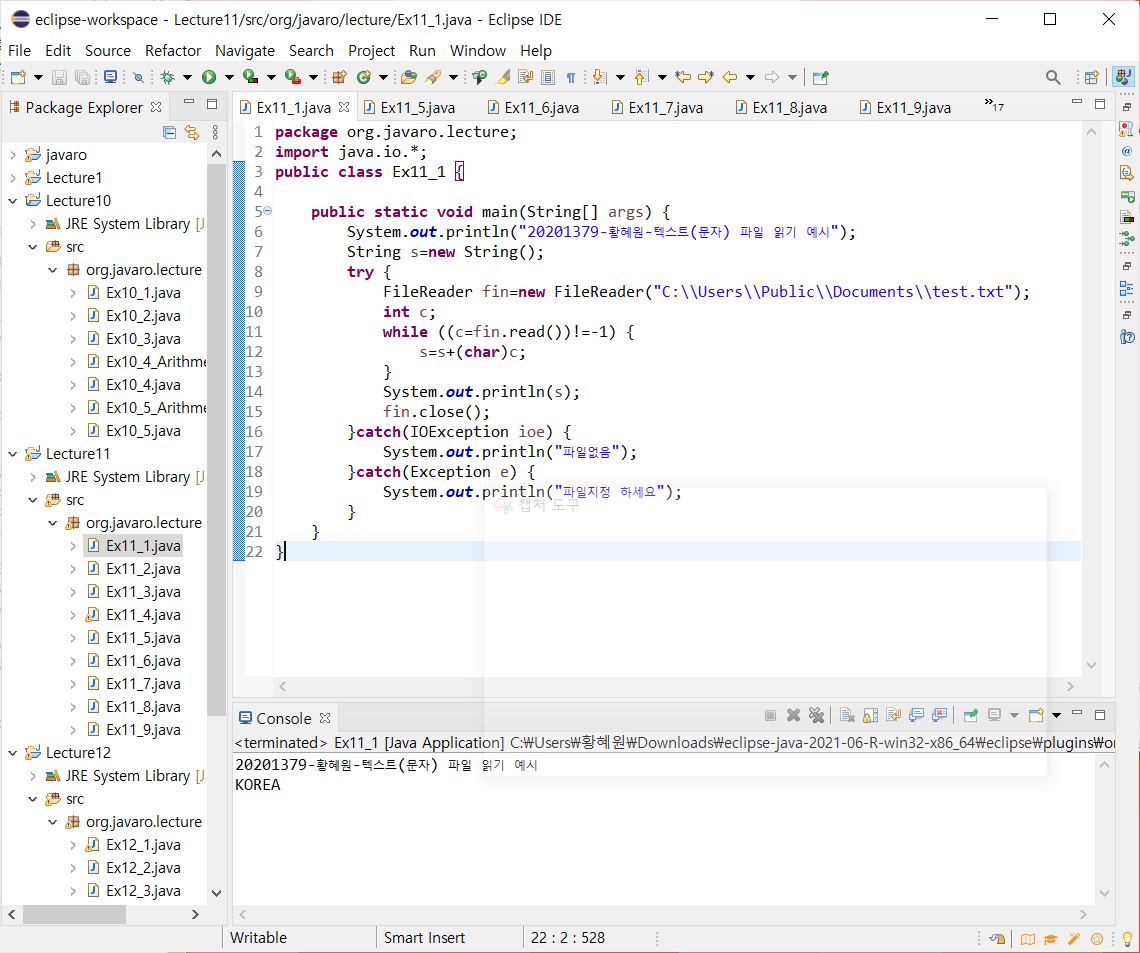 eclipse-workspace - Lecture11/src/org/javaro/lecture/Ex11_1.java - Eclipse IDE
File Edit Source Refactor Navigate Search Project Run Window Help
Package Explorer
javaro
Lecture1
Lecture10
JRE System Library [J
src
org.javaro.lecture
Ex10_1.java
Ex10_2.java
Ex10_3.java
Ex10_4_Arithme
Ex10_4.java
Ex10_5_Arithme
Ex10_5.java
Lecture11
JRE System Library [J
src
org.javaro.lecture
Ex11_1.java
Ex11_2.java
Ex11_3.java
Ex11_4.java
Ex11_5.java
Ex11_6.java
Ex11_7.java
Ex11_8.java
Ex11_9.java
Lecture12
JRE System Library [J
src
org.javaro.lecture
Ex12_1.java
Ex12_2.java
Ex12_3.java
Ex11_1.java Ex11_5.java Ex11_6.java Ex11_7.java Ex11_8.java Ex11_9.java »17
1 package org.javaro.lecture;
2 import java.io.*;
3 public class Ex11_1 {
4
5 public static void main(String[] args) {
6 System.out.println("20201379-황혜원-텍스트(문자) 파일 읽기 예시");
7 String s=new String();
8 try {
9 FileReader fin=new FileReader("C:\\Users\\Public\\Documents\\test.txt");
10 int c;
11 while ((c=fin.read())!=-1) {
12 s=s+(char)c;
13 }
14 System.out.println(s);
15 fin.close();
16 }catch(IOException ioe) {
17 System.out.println("파일없음");
18 }catch(Exception e) {
19 System.out.println("파일지정 하세요");
20 }
21 }
22 }
캡처 도구
Console
<terminated> Ex11_1 [Java Application] C:₩Users₩황혜원₩Downloads₩eclipse-java-2021-06-R-win32-x86_64₩eclipse₩plugins₩or
20201379-황혜원-텍스트(문자) 파일 읽기 예시
KOREA
Writable Smart Insert 22 : 2 : 528